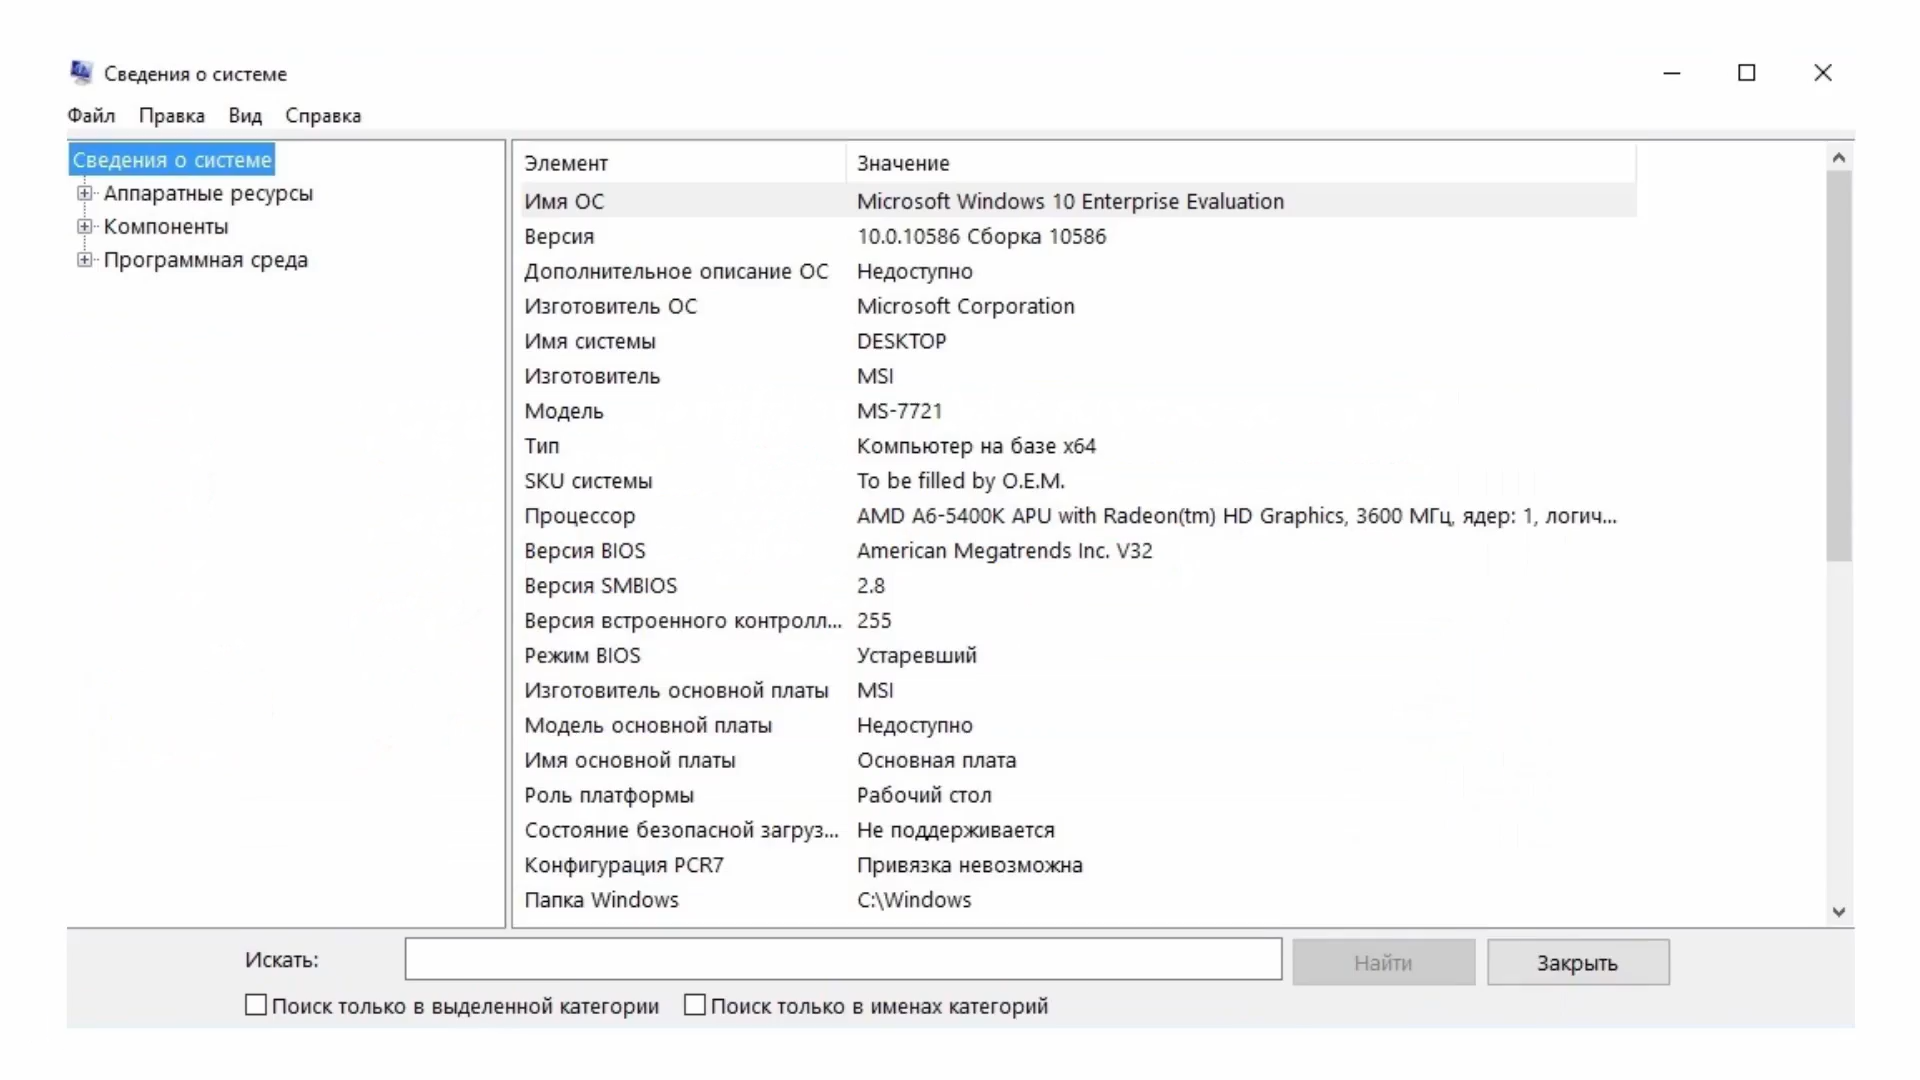 Сведения о системе
Файл Правка Вид Справка
Сведения о системе
Аппаратные ресурсы
Компоненты
Программная среда
Элемент Значение
Имя ОС Microsoft Windows 10 Enterprise Evaluation
Версия 10.0.10586 Сборка 10586
Дополнительное описание ОС Недоступно
Изготовитель ОС Microsoft Corporation
Имя системы DESKTOP
Изготовитель MSI
Модель MS-7721
Тип Компьютер на базе x64
SKU системы To be filled by O.E.M.
Процессор AMD A6-5400K APU with Radeon(tm) HD Graphics, 3600 МГц, ядер: 1, логич...
Версия BIOS American Megatrends Inc. V32
Версия SMBIOS 2.8
Версия встроенного контролл... 255
Режим BIOS Устаревший
Изготовитель основной платы MSI
Модель основной платы Недоступно
Имя основной платы Основная плата
Роль платформы Рабочий стол
Состояние безопасной загруз... Не поддерживается
Конфигурация PCR7 Привязка невозможна
Папка Windows C:\Windows
Искать: Найти Закрыть
Поиск только в выделенной категории Поиск только в именах категорий